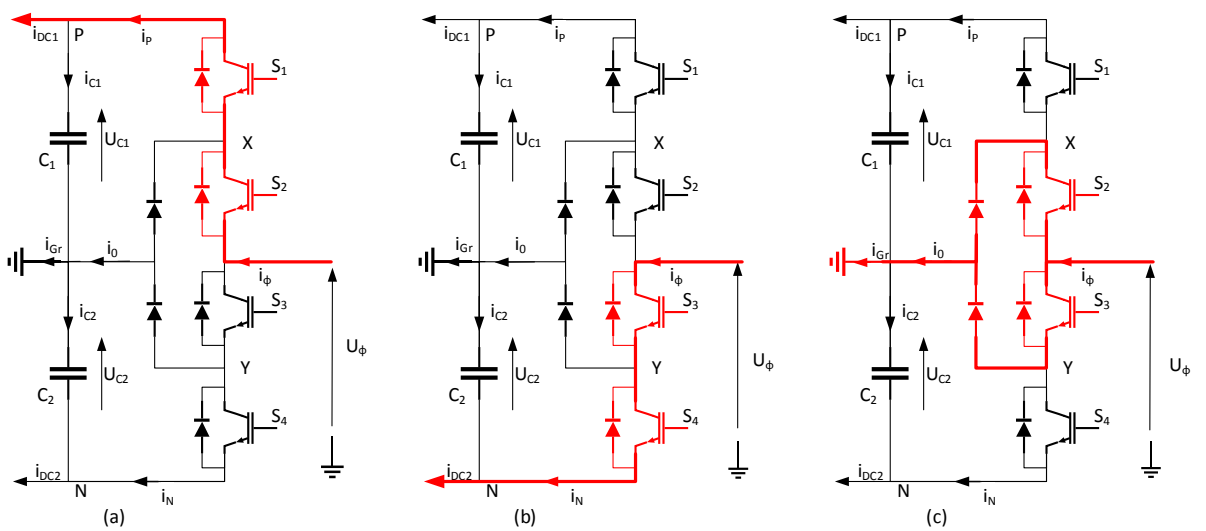 iDC1 P iP
S1
iC1
UC1
C1
X
S2
iGr i0
iϕ
S3
iC2
UC2
C2
Y
Uϕ
S4
iDC2 N iN
(a)
iDC1 P iP
S1
iC1
UC1
C1
X
S2
iGr i0
iϕ
S3
iC2
UC2
C2
Y
Uϕ
S4
iDC2 N iN
(b)
iDC1 P iP
S1
iC1
UC1
C1
X
S2
iGr i0
iϕ
S3
iC2
UC2
C2
Y
Uϕ
S4
iDC2 N iN
(c)